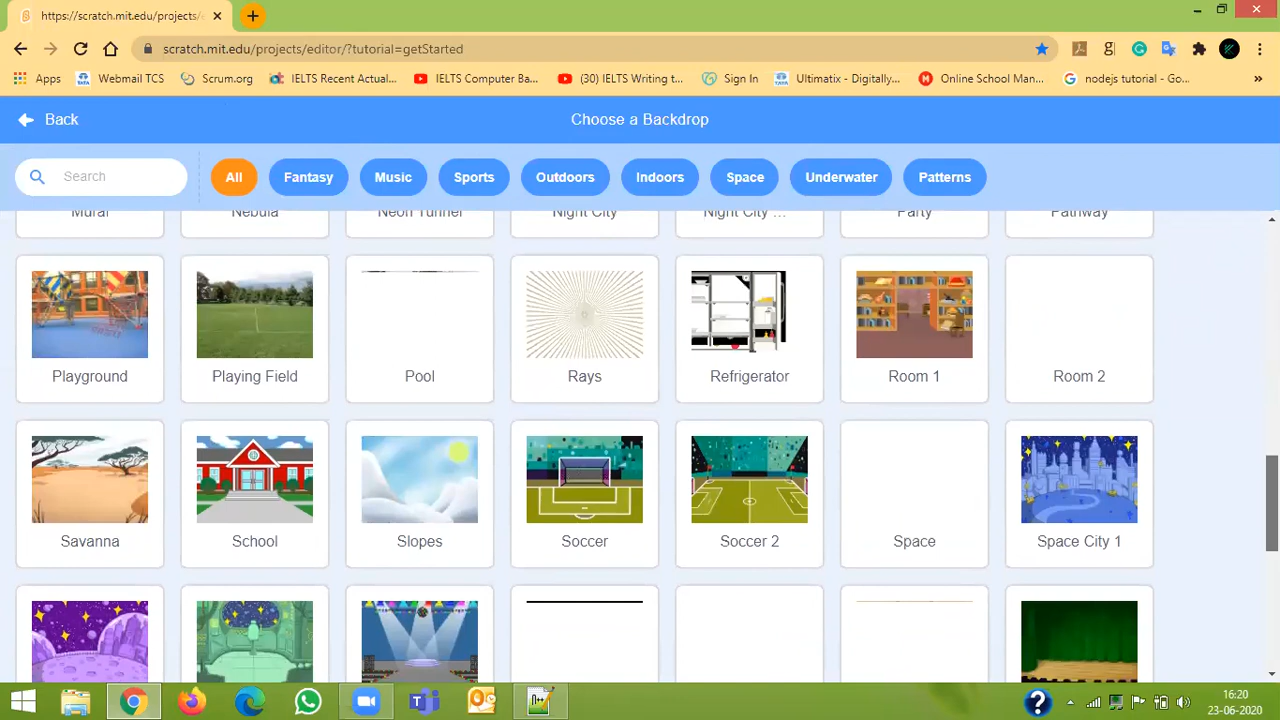 https://scratch.mit.edu/projects/e
scratch.mit.edu/projects/editor/?tutorial=getStarted
Apps Webmail TCS Scrum.org IELTS Recent Actual... IELTS Computer Ba... (30) IELTS Writing t... Sign In Ultimatix - Digitally... Online School Man... nodejs tutorial - Go... »
Back Choose a Backdrop
Search All Fantasy Music Sports Outdoors Indoors Space Underwater Patterns
Mural Nebula Neon Tunnel Night City Night City ... Party Pathway
Playground Playing Field Pool Rays Refrigerator Room 1 Room 2
Savanna School Slopes Soccer Soccer 2 Space Space City 1
16:20
23-06-2020